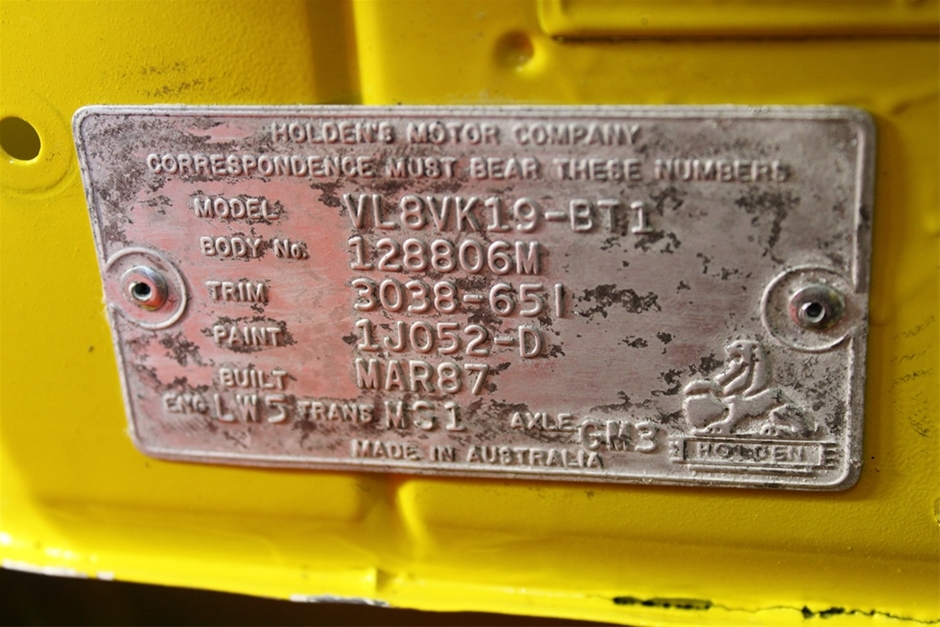 HOLDEN'S MOTOR COMPANY
CORRESPONDENCE MUST BEAR THESE NUMBERS
MODEL VL8VK19-BT1
BODY No. 128806M
TRIM 3038-651
PAINT 1J052-D
BUILT MAR87
ENG LW5 TRANS MS1 AXLE GM3
MADE IN AUSTRALIA
HOLDEN